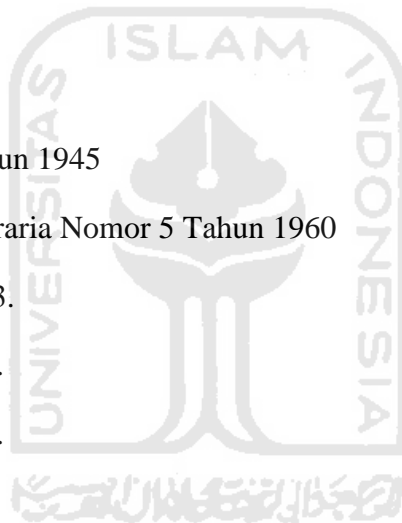 ISLAM
UNIVERSITAS
INDONESIA
un 1945
raria Nomor 5 Tahun 1960
3.
.
.